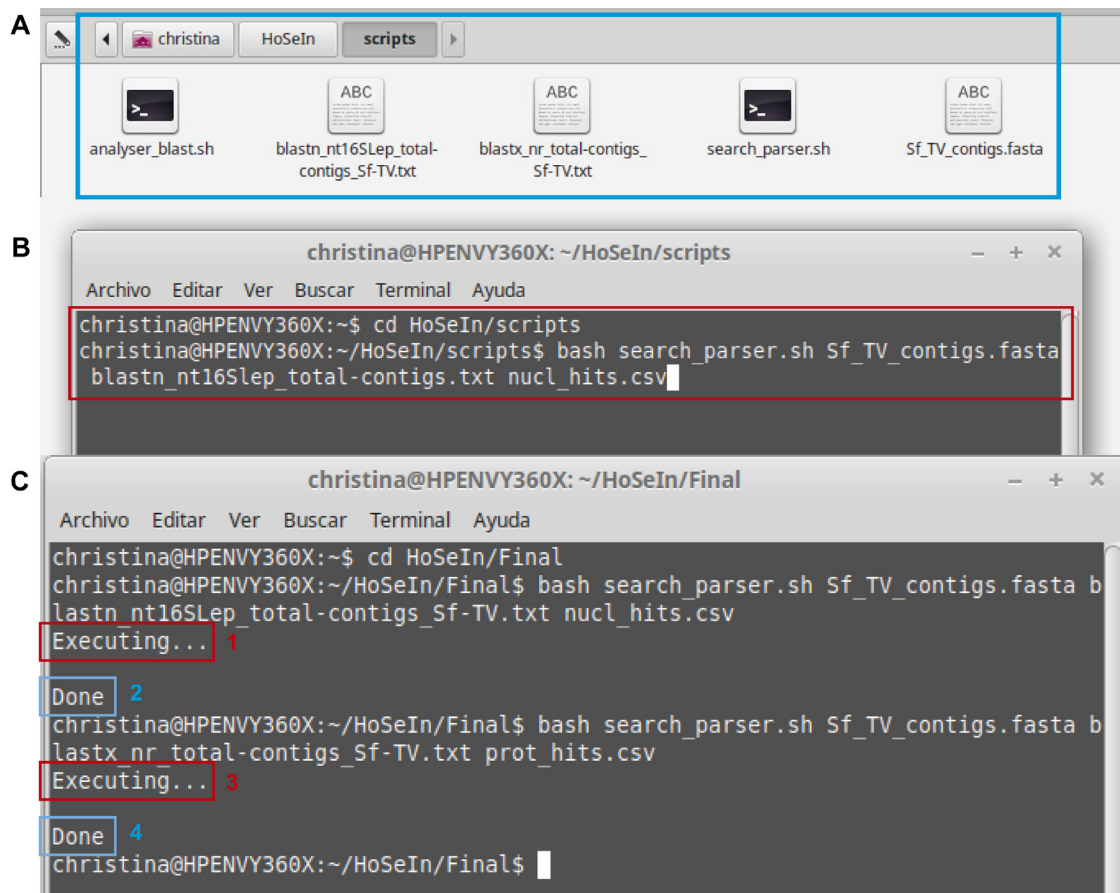 A
christina HoSeIn scripts
ABC ABC ABC
>_ >_
analyser_blast.sh blastn_nt16SLep_total- blastx_nr_total-contigs_ search_parser.sh Sf_TV_contigs.fasta
contigs_Sf-TV.txt Sf-TV.txt
B
christina@HPENVY360X: ~/HoSeIn/scripts
Archivo Editar Ver Buscar Terminal Ayuda
christina@HPENVY360X:~$ cd HoSeIn/scripts
christina@HPENVY360X:~/HoSeIn/scripts$ bash search_parser.sh Sf_TV_contigs.fasta
blastn_nt16Slep_total-contigs.txt nucl_hits.csv
C
christina@HPENVY360X: ~/HoSeIn/Final
Archivo Editar Ver Buscar Terminal Ayuda
christina@HPENVY360X:~$ cd HoSeIn/Final
christina@HPENVY360X:~/HoSeIn/Final$ bash search_parser.sh Sf_TV_contigs.fasta b
lastn_nt16SLep_total-contigs_Sf-TV.txt nucl_hits.csv
Executing... 1
Done 2
christina@HPENVY360X:~/HoSeIn/Final$ bash search_parser.sh Sf_TV_contigs.fasta b
lastx_nr_total-contigs_Sf-TV.txt prot_hits.csv
Executing... 3
Done 4
christina@HPENVY360X:~/HoSeIn/Final$